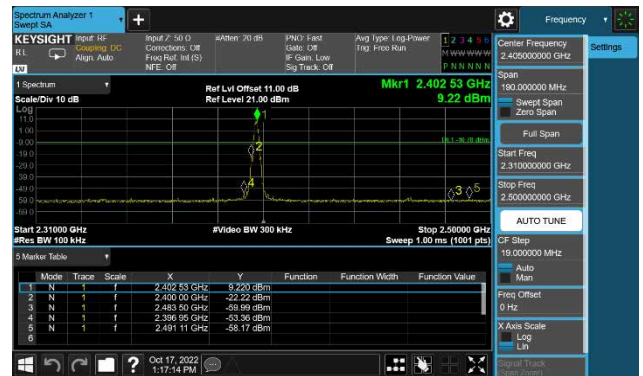 Spectrum Analyzer 1
Swept SA
Frequency
KEYSIGHT
Input: RF
Coupling: DC
Align: Auto
Input Z: 50 Ω
Corrections: Off
Freq Ref: Int (S)
NFE: Off
#Atten: 20 dB
PNO: Fast
Gate: Off
IF Gain: Low
Sig Track: Off
Avg Type: Log-Power
Trig: Free Run
1 2 3 4 5 6
M W W W W W
P N N N N N
R L
LXI
1 Spectrum
Scale/Div 10 dB
Ref Lvl Offset 11.00 dB
Ref Level 21.00 dBm
Mkr1 2.402 53 GHz
9.22 dBm
Log
11.0
1.00
-9.00
-19.0
-29.0
-39.0
-49.0
-59.0
-69.0
1
2
4
3
5
Start 2.31000 GHz
#Res BW 100 kHz
#Video BW 300 kHz
Stop 2.50000 GHz
Sweep 1.00 ms (1001 pts)
5 Marker Table
Mode Trace Scale X Y Function Function Width Function Value
1 N 1 f 2.402 53 GHz 9.220 dBm
2 N 1 f 2.400 00 GHz -22.22 dBm
3 N 1 f 2.483 50 GHz -59.99 dBm
4 N 1 f 2.396 95 GHz -53.36 dBm
5 N 1 f 2.491 11 GHz -58.17 dBm
6
Oct 17, 2022
1:17:14 PM
Center Frequency
2.405000000 GHz
Settings
Span
190.000000 MHz
Swept Span
Zero Span
Full Span
Start Freq
2.310000000 GHz
Stop Freq
2.500000000 GHz
AUTO TUNE
CF Step
19.000000 MHz
Auto
Man
Freq Offset
0 Hz
X Axis Scale
Log
Lin
Signal Track
(Span Zoom)